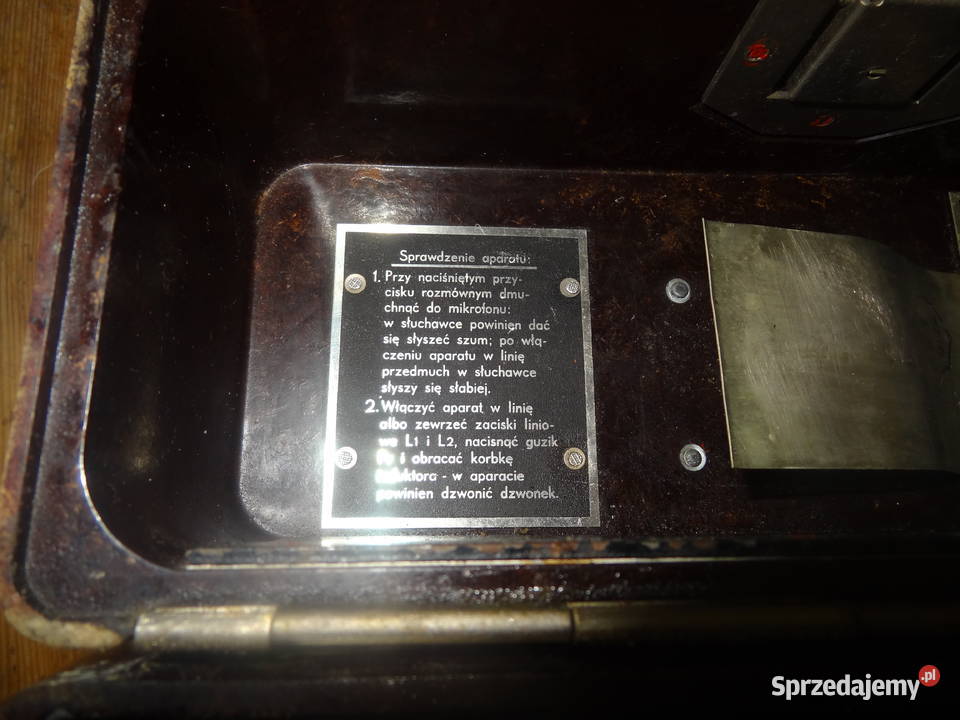 Sprawdzenie aparatu:
1. Przy naciśniętym przy-
cisku rozmównym dmu-
chnąć do mikrofonu:
w słuchawce powinien dać
się słyszeć szum; po włą-
czeniu aparatu w linię
przedmuch w słuchawce
słyszy się słabiej.
2. Włączyć aparat w linię
albo zewrzeć zaciski linio-
we L1 i L2, nacisnąć guzik
i obracać korbkę
induktora - w aparacie
powinien dzwonić dzwonek.
Sprzedajemy.pl